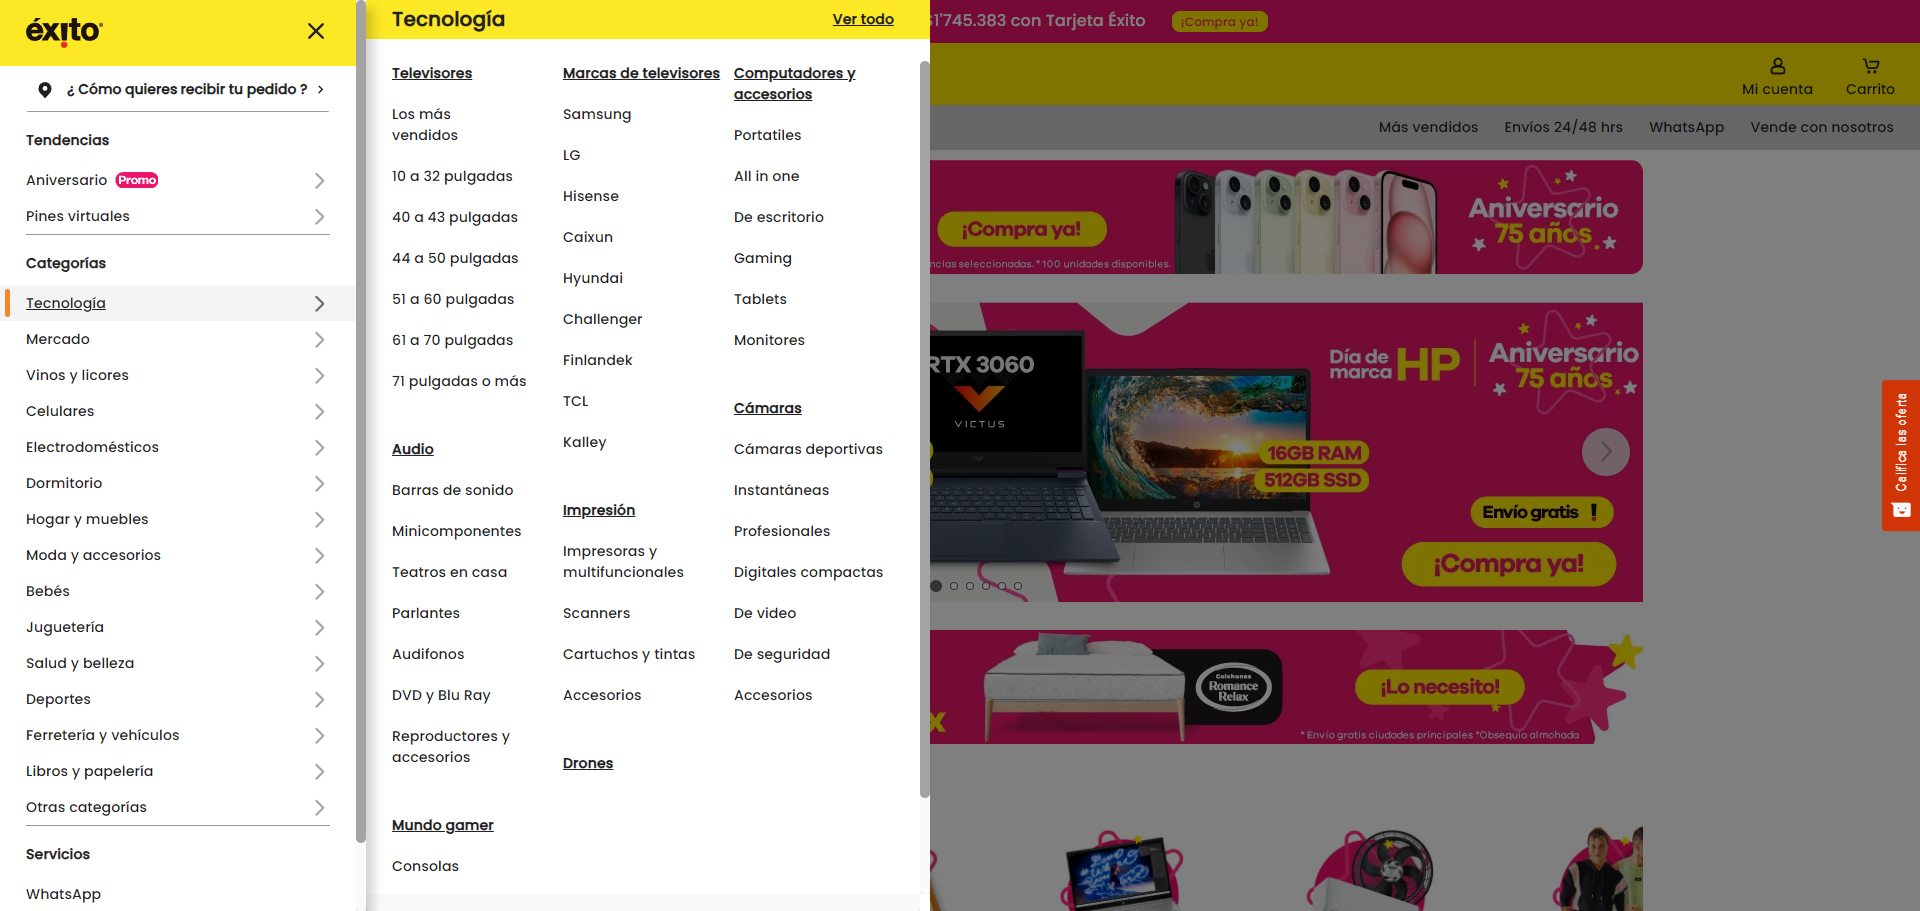 éxito
¿ Cómo quieres recibir tu pedido ?
Tendencias
Aniversario Promo
Pines virtuales
Categorías
Tecnología
Mercado
Vinos y licores
Celulares
Electrodomésticos
Dormitorio
Hogar y muebles
Moda y accesorios
Bebés
Juguetería
Salud y belleza
Deportes
Ferretería y vehículos
Libros y papelería
Otras categorías
Servicios
WhatsApp
Tecnología
Ver todo
Televisores
Los más
vendidos
10 a 32 pulgadas
40 a 43 pulgadas
44 a 50 pulgadas
51 a 60 pulgadas
61 a 70 pulgadas
71 pulgadas o más
Audio
Barras de sonido
Minicomponentes
Teatros en casa
Parlantes
Audifonos
DVD y Blu Ray
Reproductores y
accesorios
Mundo gamer
Consolas
Marcas de televisores
Samsung
LG
Hisense
Caixun
Hyundai
Challenger
Finlandek
TCL
Kalley
Impresión
Impresoras y
multifuncionales
Scanners
Cartuchos y tintas
Accesorios
Drones
Computadores y
accesorios
Portatiles
All in one
De escritorio
Gaming
Tablets
Monitores
Cámaras
Cámaras deportivas
Instantáneas
Profesionales
Digitales compactas
De video
De seguridad
Accesorios
$1'745.383 con Tarjeta Éxito ¡Compra ya!
Mi cuenta
Carrito
Más vendidos
Envíos 24/48 hrs
WhatsApp
Vende con nosotros
¡Compra ya!
Aniversario
75 años
seleccionadas. *100 unidades disponibles.
RTX 3060
VICTUS
Día de
marca HP
Aniversario
75 años
16GB RAM
512GB SSD
Envío gratis !
¡Compra ya!
Colchones
Romance
Relax
¡Lo necesito!
* Envío gratis ciudades principales *Obsequio almohada
Califica las oferta